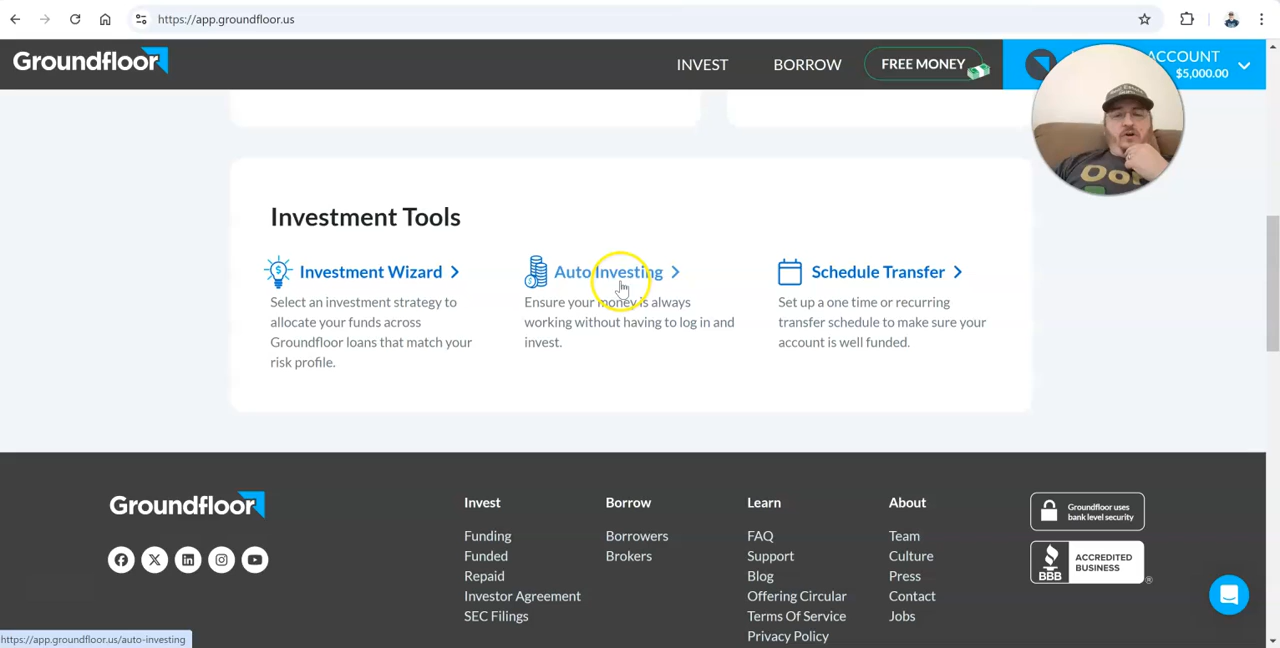 https://app.groundfloor.us
Groundfloor
INVEST
BORROW
FREE MONEY
ACCOUNT
$5,000.00
Investment Tools
Investment Wizard
Select an investment strategy to
allocate your funds across
Groundfloor loans that match your
risk profile.
Auto Investing
Ensure your money is always
working without having to log in and
invest.
Schedule Transfer
Set up a one time or recurring
transfer schedule to make sure your
account is well funded.
Groundfloor
Invest
Funding
Funded
Repaid
Investor Agreement
SEC Filings
Borrow
Borrowers
Brokers
Learn
FAQ
Support
Blog
Offering Circular
Terms Of Service
Privacy Policy
About
Team
Culture
Press
Contact
Jobs
Groundfloor uses
bank level security
BBB
ACCREDITED
BUSINESS
®
https://app.groundfloor.us/auto-investing